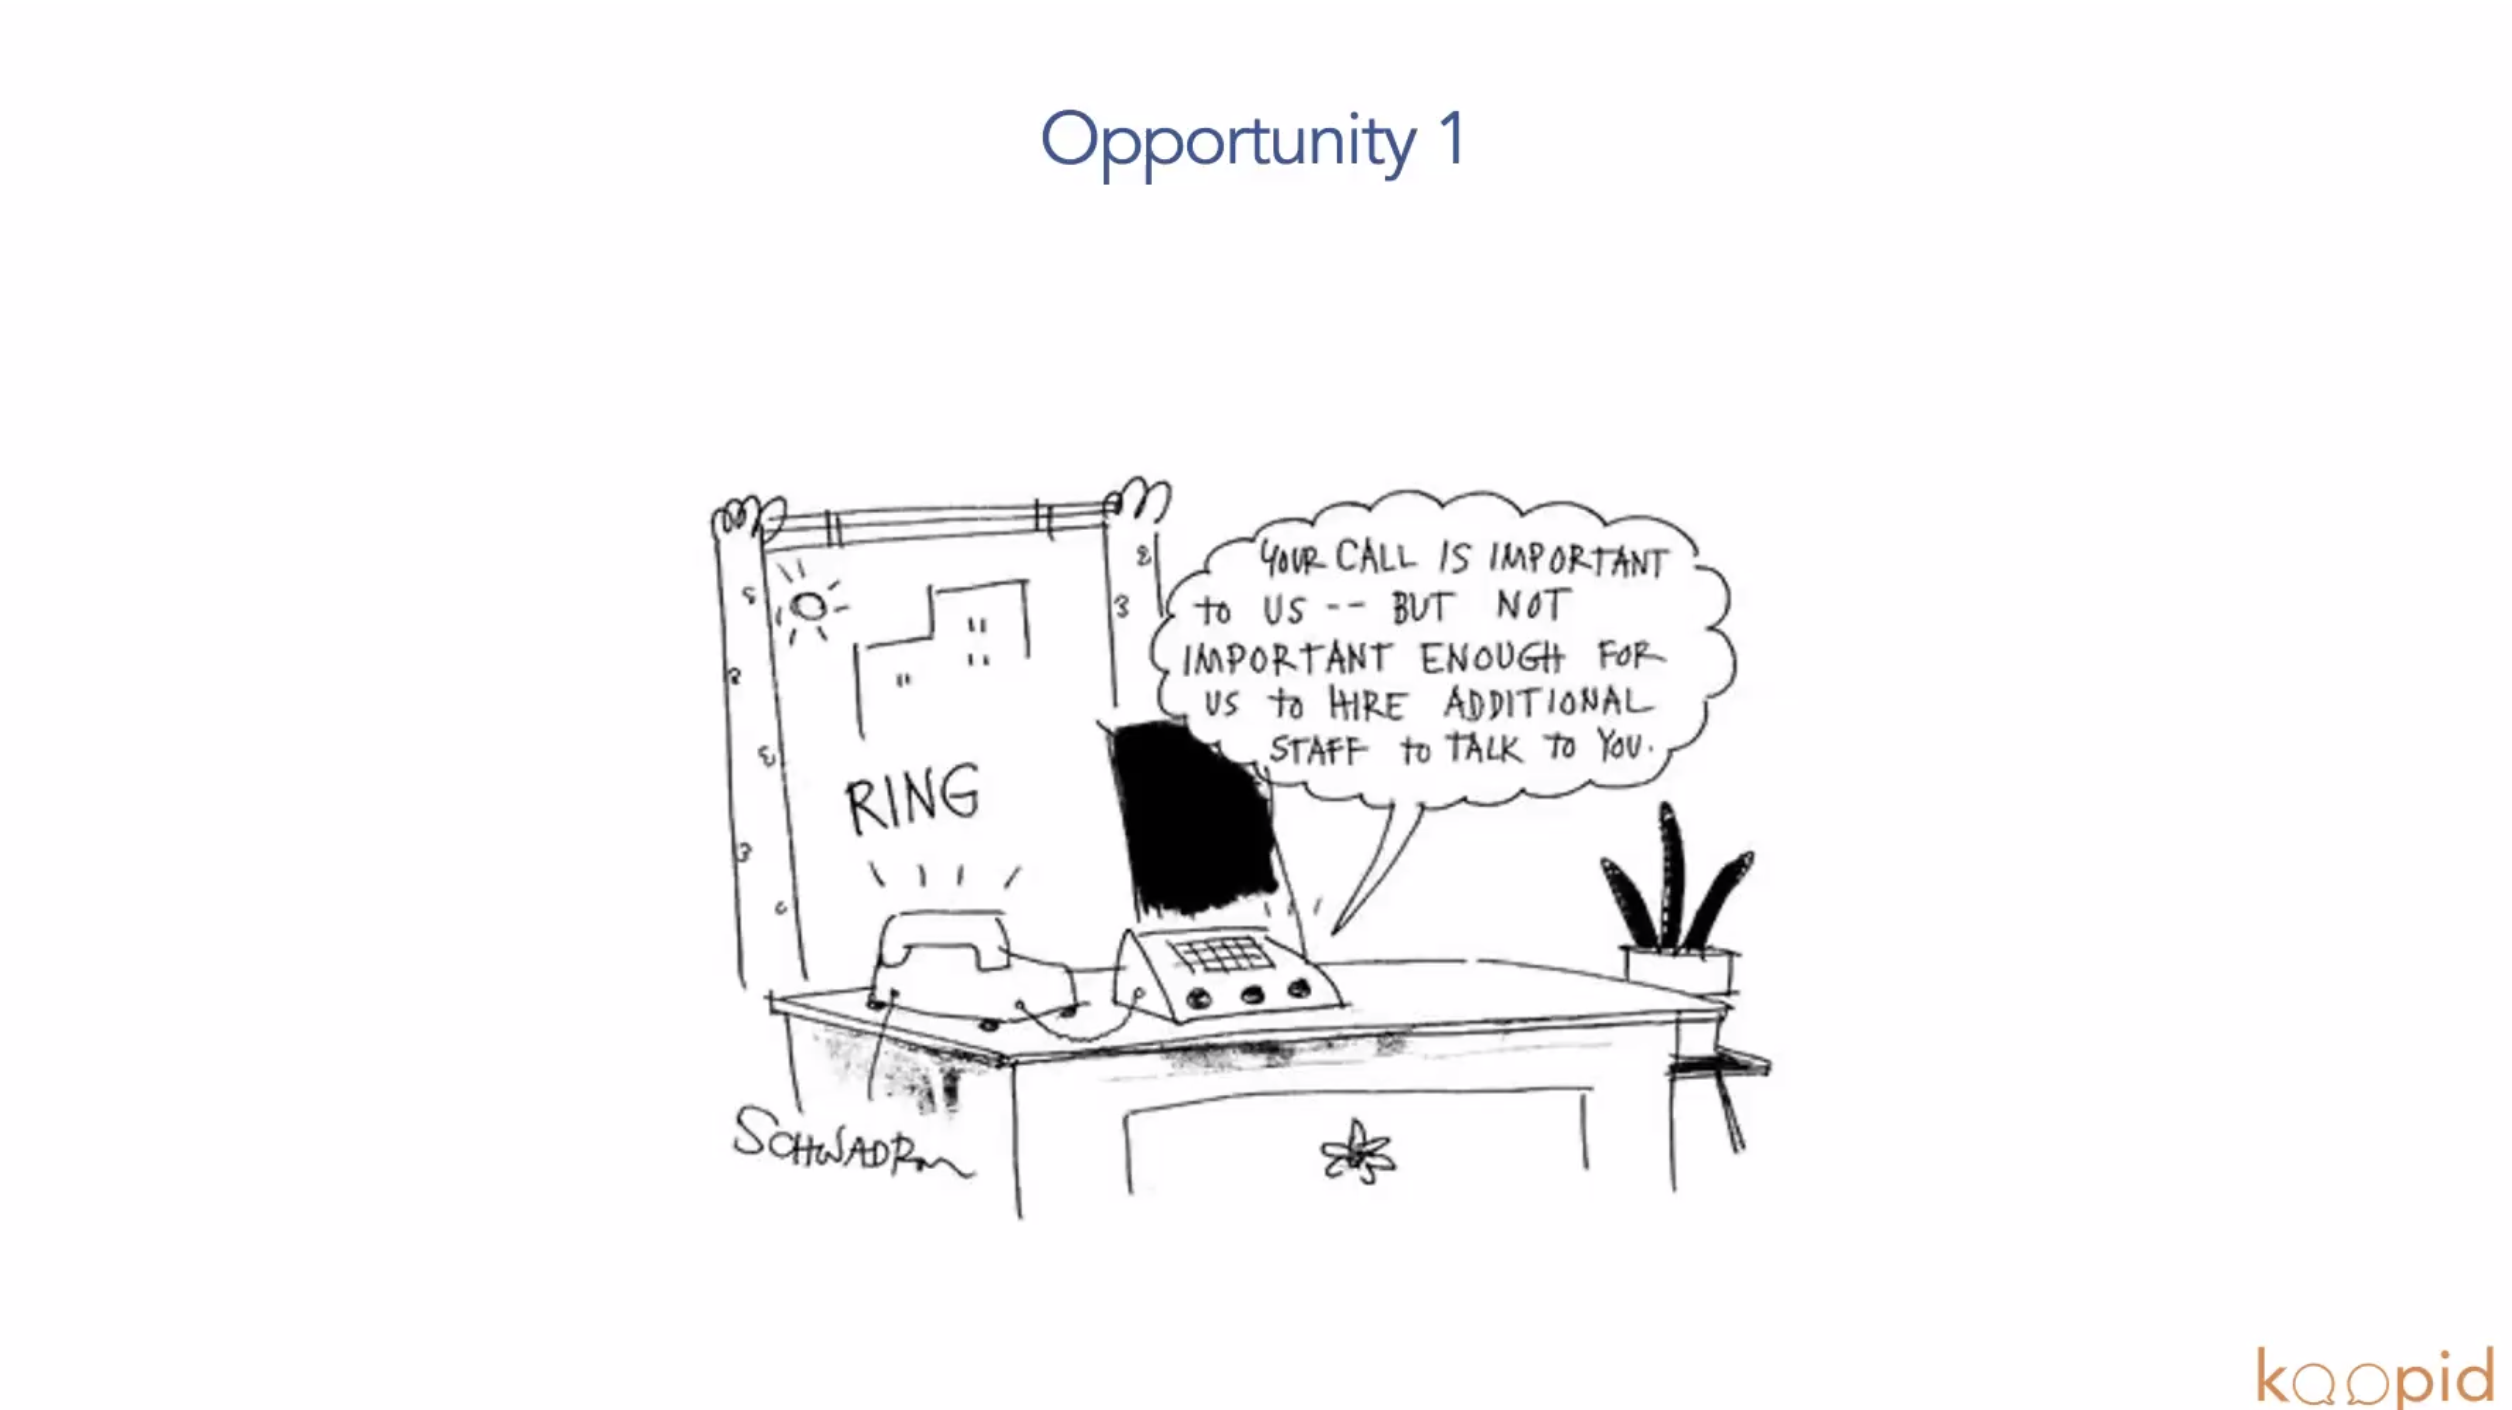 Opportunity 1
YOUR CALL IS IMPORTANT
to US -- BUT NOT
IMPORTANT ENOUGH FOR
US to HIRE ADDITIONAL
STAFF to TALK TO YOU.
RING
SCHWADRON
koopid